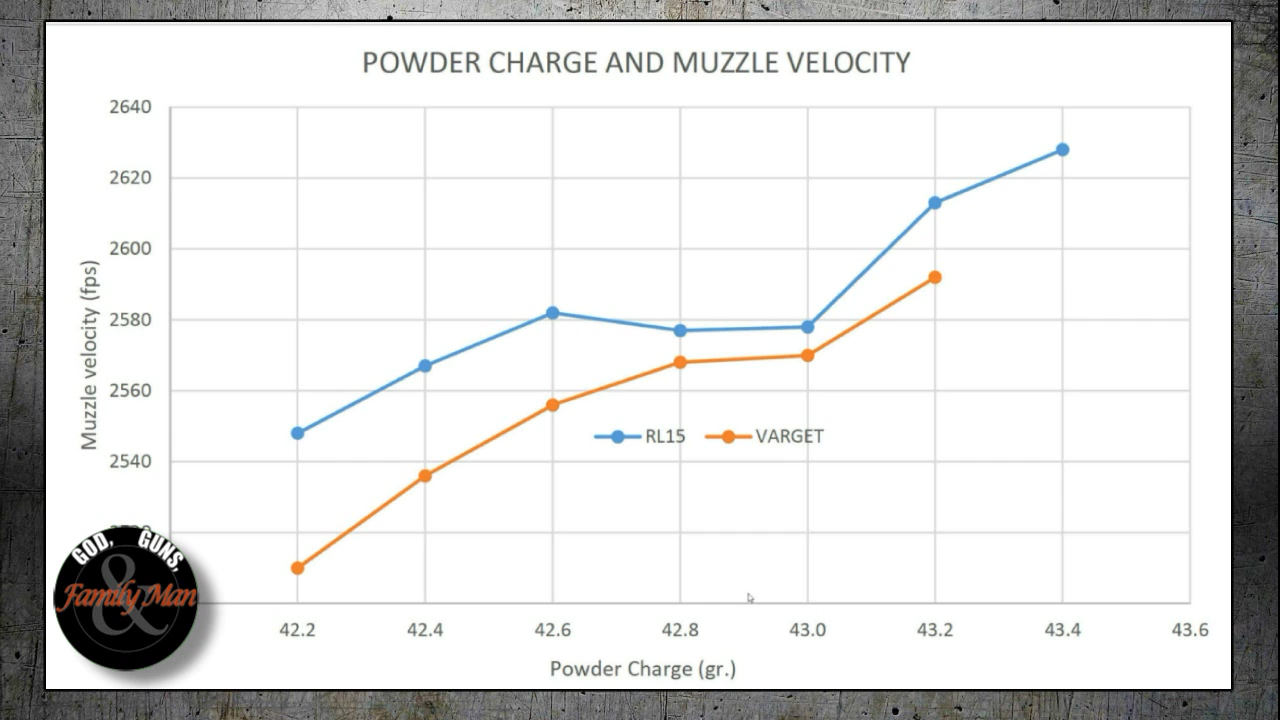 POWDER CHARGE AND MUZZLE VELOCITY
2640
2620
2600
2580
2560
2540
Muzzle velocity (fps)
RL15 VARGET
GOD, GUNS,
&
Family Man
42.2 42.4 42.6 42.8 43.0 43.2 43.4 43.6
Powder Charge (gr.)